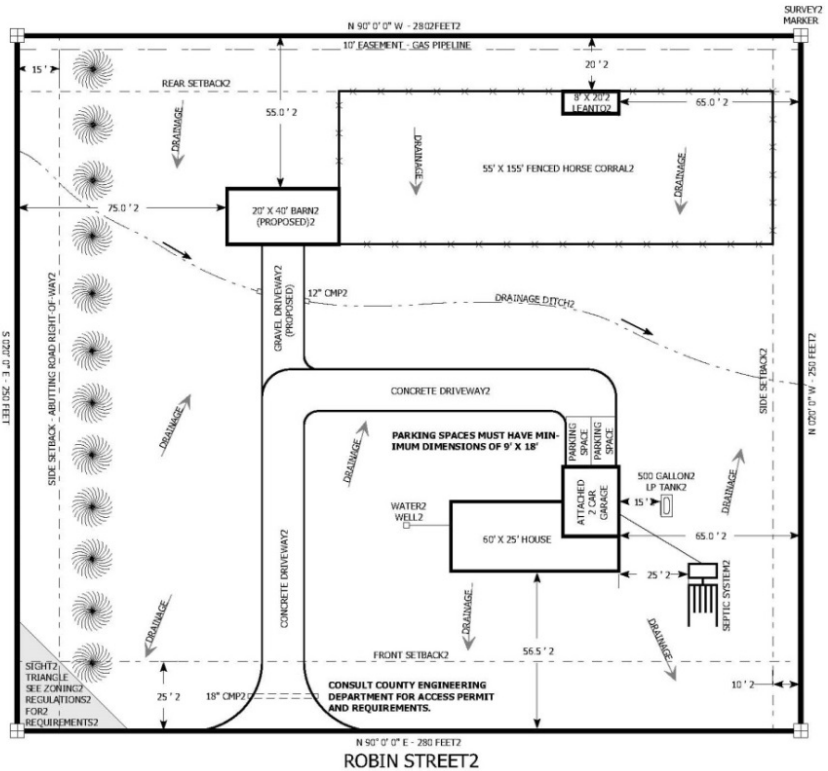 SURVEY2
MARKER
N 90° 0' 0" W - 2802FEET2
10' EASEMENT - GAS PIPELINE
15 ' 2
20 ' 2
REAR SETBACK2
8' X 20'2
LEANTO2
65.0 ' 2
55.0 ' 2
DRAINAGE
DRAINAGE
55' X 155' FENCED HORSE CORRAL2
DRAINAGE
75.0 ' 2
20' X 40' BARN2
(PROPOSED)2
GRAVEL DRIVEWAY2
(PROPOSED)
12" CMP2
DRAINAGE DITCH2
S 020' 0" E - 250 FEET
SIDE SETBACK - ABUTTING ROAD RIGHT-OF-WAY2
SIDE SETBACK2
N 020' 0" W - 250 FEET2
CONCRETE DRIVEWAY2
DRAINAGE
DRAINAGE
PARKING SPACES MUST HAVE MIN-
IMUM DIMENSIONS OF 9' X 18'
PARKING
SPACE
PARKING
SPACE
500 GALLON2
LP TANK2
15 ' 2
DRAINAGE
WATER2
WELL2
ATTACHED
2 CAR
GARAGE
60' X 25' HOUSE
65.0 ' 2
25 ' 2
SEPTIC SYSTEM2
CONCRETE DRIVEWAY2
DRAINAGE
DRAINAGE
DRAINAGE
56.5 ' 2
FRONT SETBACK2
SIGHT2
TRIANGLE
SEE ZONING2
REGULATIONS2
FOR2
REQUIREMENTS2
25 ' 2
18" CMP2
CONSULT COUNTY ENGINEERING
DEPARTMENT FOR ACCESS PERMIT
AND REQUIREMENTS.
10 ' 2
N 90° 0' 0" E - 280 FEET2
ROBIN STREET2